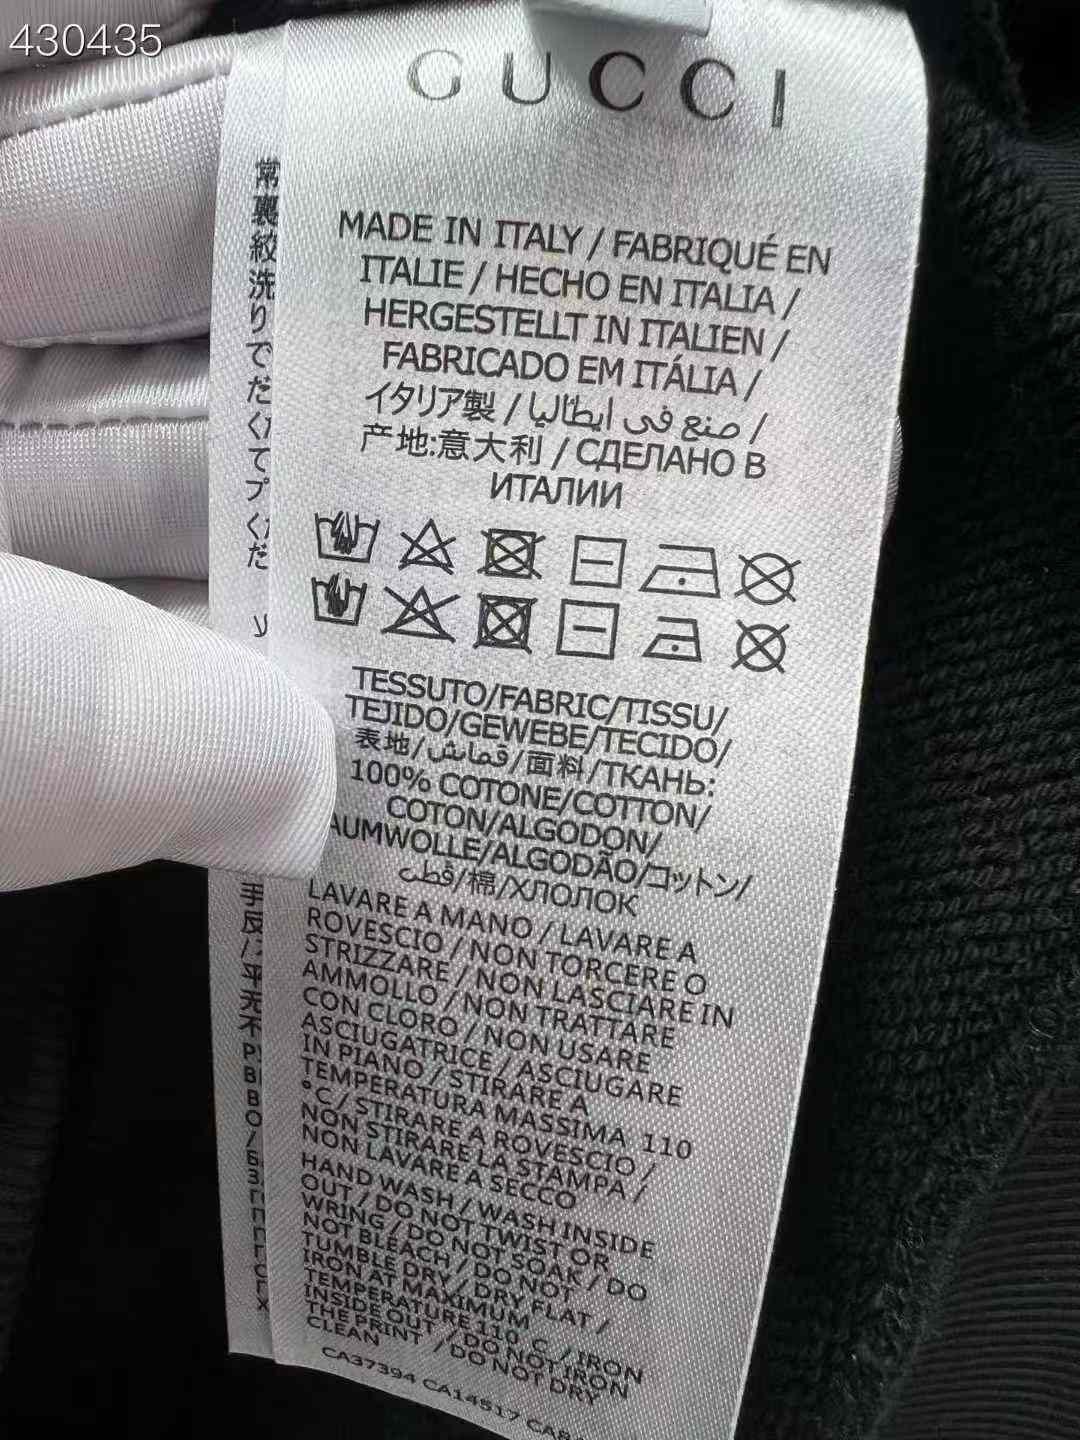 430435
GUCCI
MADE IN ITALY / FABRIQUÉ EN
ITALIE / HECHO EN ITALIA /
HERGESTELLT IN ITALIEN /
FABRICADO EM ITÁLIA /
イタリア製 / صنع في ايطاليا /
产地:意大利 / СДЕЛАНО В
ИТАЛИИ
TESSUTO/FABRIC/TISSU/
TEJIDO/GEWEBE/TECIDO/
表地/قماش/面料/ТКАНЬ:
100% COTONE/COTTON/
COTON/ALGODON/
AUMWOLLE/ALGODÃO/コットン/
قطن/棉/ХЛОПОК
LAVARE A MANO / LAVARE A
ROVESCIO / NON TORCERE O
STRIZZARE / NON LASCIARE IN
AMMOLLO / NON TRATTARE
CON CLORO / NON USARE
ASCIUGATRICE / ASCIUGARE
IN PIANO / STIRARE A
TEMPERATURA MASSIMA 110
°C / STIRARE A ROVESCIO /
NON STIRARE LA STAMPA /
NON LAVARE A SECCO
HAND WASH / WASH INSIDE
OUT / DO NOT TWIST OR
WRING / DO NOT SOAK / DO
NOT BLEACH / DO NOT
TUMBLE DRY / DRY FLAT /
IRON AT MAXIMUM
TEMPERATURE 110 C / IRON
INSIDE OUT / DO NOT IRON
THE PRINT / DO NOT DRY
CLEAN
CA37394 CA14517